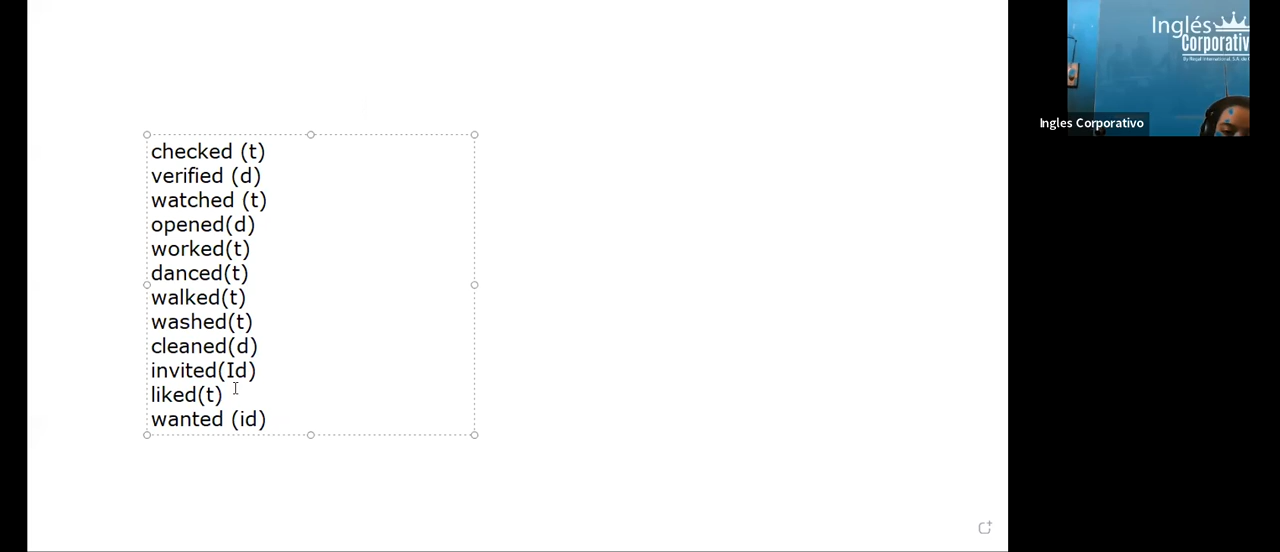 checked (t)
verified (d)
watched (t)
opened(d)
worked(t)
danced(t)
walked(t)
washed(t)
cleaned(d)
invited(Id)
liked(t)
wanted (id)
Inglés
Corporativ
Ingles Corporativo